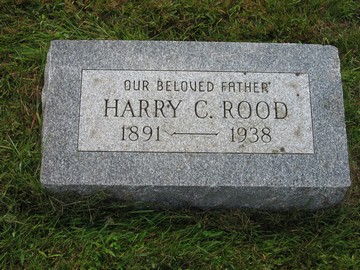 OUR BELOVED FATHER
HARRY C. ROOD
1891 — 1938